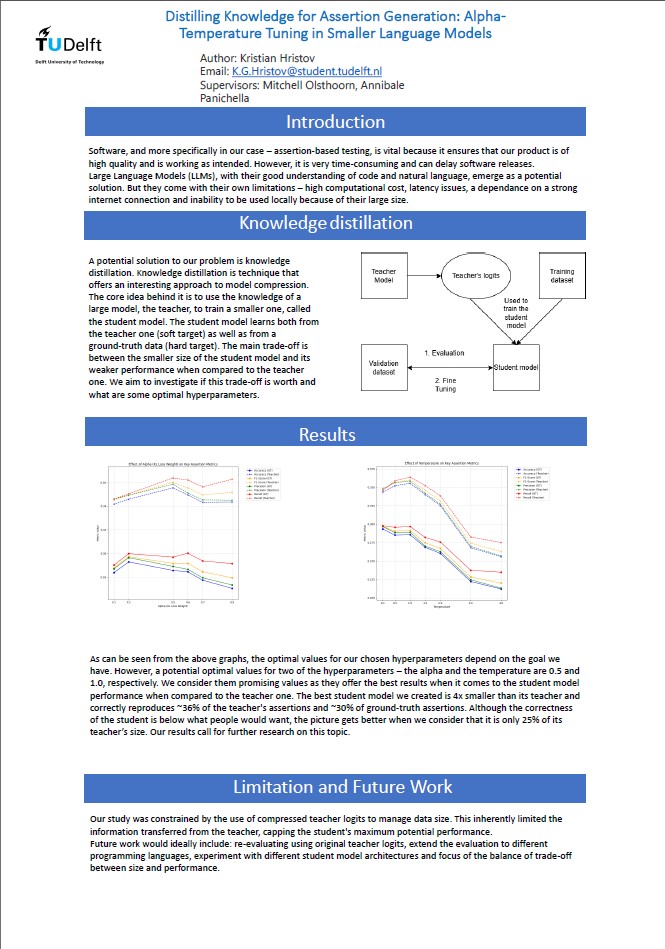 Distilling Knowledge for Assertion Generation: Alpha-
Temperature Tuning in Smaller Language Models
TUDelft
Delft University of Technology
Author: Kristian Hristov
Email: K.G.Hristov@student.tudelft.nl
Supervisors: Mitchell Olsthoorn, Annibale
Panichella
Introduction
Software, and more specifically in our case – assertion-based testing, is vital because it ensures that our product is of
high quality and is working as intended. However, it is very time-consuming and can delay software releases.
Large Language Models (LLMs), with their good understanding of code and natural language, emerge as a potential
solution. But they come with their own limitations – high computational cost, latency issues, a dependance on a strong
internet connection and inability to be used locally because of their large size.
Knowledge distillation
A potential solution to our problem is knowledge
distillation. Knowledge distillation is technique that
offers an interesting approach to model compression.
The core idea behind it is to use the knowledge of a
large model, the teacher, to train a smaller one, called
the student model. The student model learns both from
the teacher one (soft target) as well as from a
ground-truth data (hard target). The main trade-off is
between the smaller size of the student model and its
weaker performance when compared to the teacher
one. We aim to investigate if this trade-off is worth and
what are some optimal hyperparameters.
Teacher
Model
Teacher's logits
Training
dataset
Used to
train the
student
model
Validation
dataset
1. Evaluation
2. Fine
Tuning
Student model
Results
Effect of Alpha (KL Loss Weight) on Key Assertion Metrics
Effect of Temperature on Key Assertion Metrics
Temperature
As can be seen from the above graphs, the optimal values for our chosen hyperparameters depend on the goal we
have. However, a potential optimal values for two of the hyperparameters – the alpha and the temperature are 0.5 and
1.0, respectively. We consider them promising values as they offer the best results when it comes to the student model
performance when compared to the teacher one. The best student model we created is 4x smaller than its teacher and
correctly reproduces ~36% of the teacher's assertions and ~30% of ground-truth assertions. Although the correctness
of the student is below what people would want, the picture gets better when we consider that it is only 25% of its
teacher's size. Our results call for further research on this topic.
Limitation and Future Work
Our study was constrained by the use of compressed teacher logits to manage data size. This inherently limited the
information transferred from the teacher, capping the student's maximum potential performance.
Future work would ideally include: re-evaluating using original teacher logits, extend the evaluation to different
programming languages, experiment with different student model architectures and focus of the balance of trade-off
between size and performance.